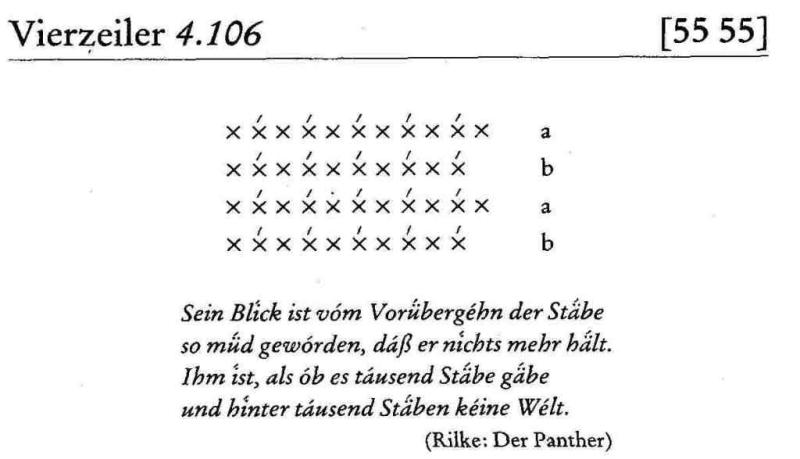 Vierzeiler 4.106 [55 55]
× x́ × x́ × x́ × x́ × x́ × a
× x́ × x́ × x́ × x́ × x́ b
× x́ × x́ × x́ × x́ × x́ × a
× x́ × x́ × x́ × x́ × x́ b
Sein Blíck ist vóm Vorǘbergéhn der Stä́be
so mǘd gewórden, dáß er níchts mehr hä́lt.
Ihm íst, als ób es táusend Stä́be gä́be
und hínter táusend Stä́ben kéine Wélt.
(Rilke: Der Panther)